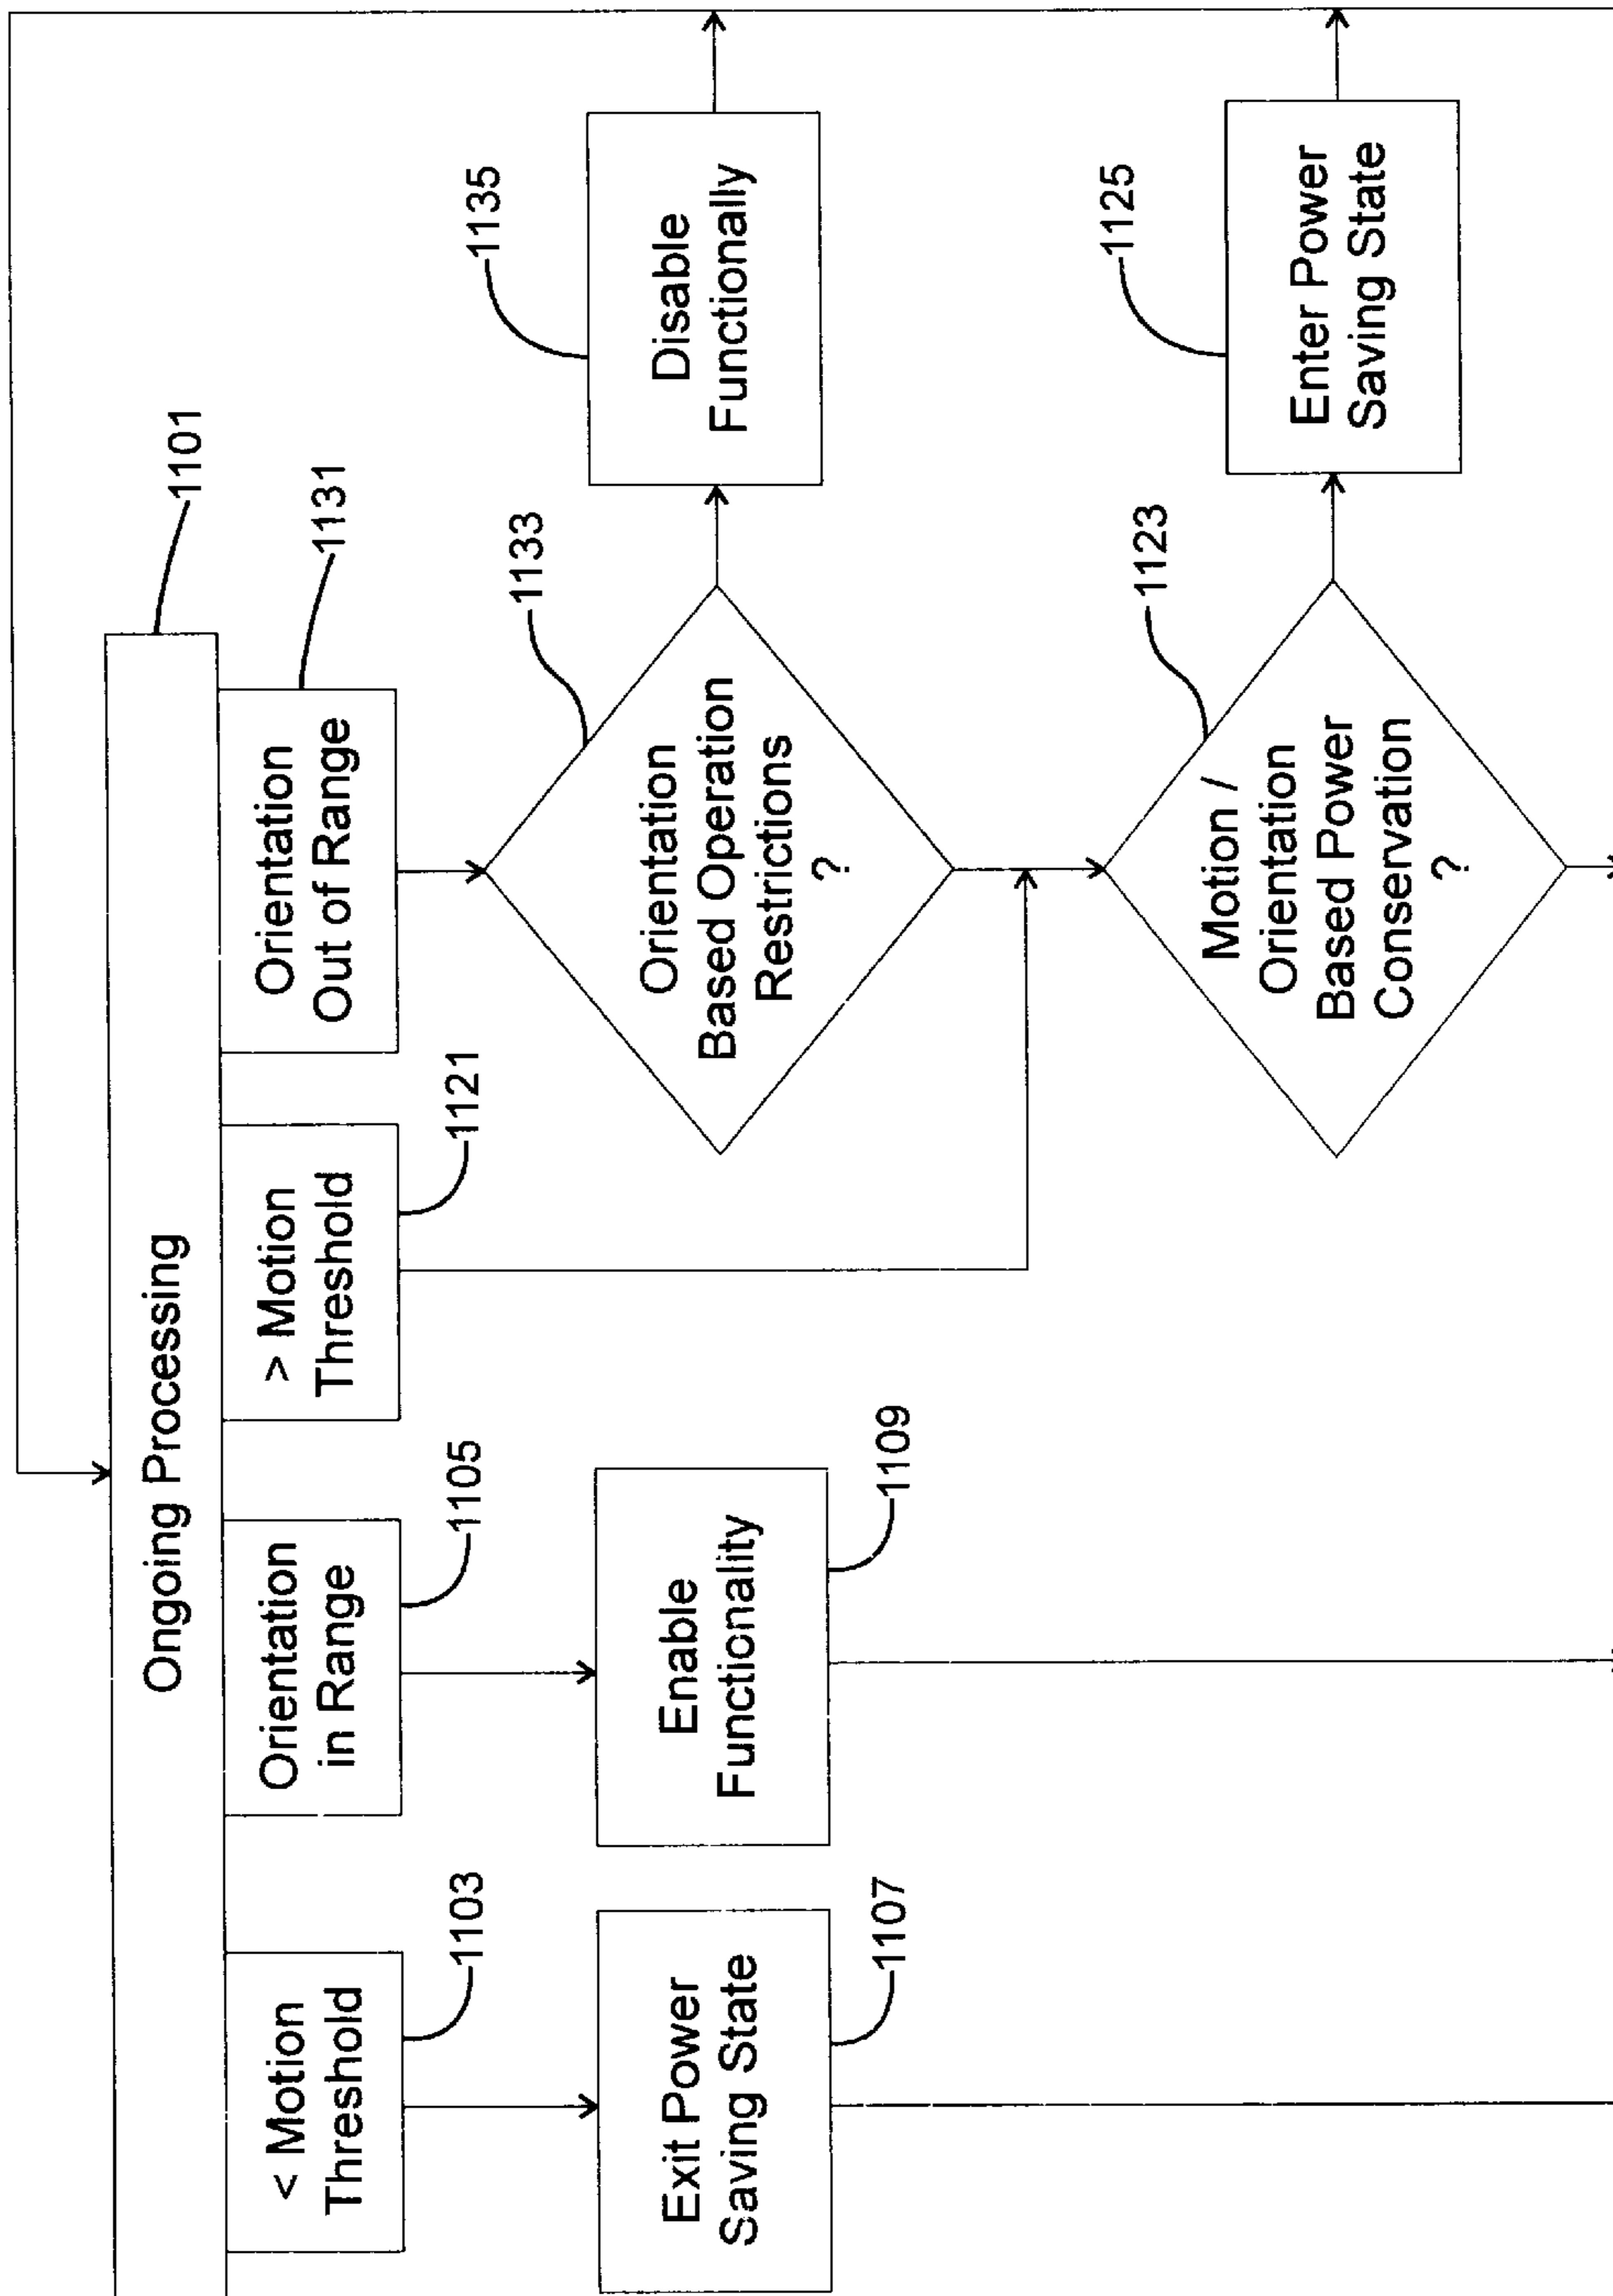 Ongoing Processing
1101
< Motion
Threshold
1103
Orientation
in Range
1105
> Motion
Threshold
1121
Orientation
Out of Range
1131
Exit Power
Saving State
1107
Enable
Functionality
1109
Orientation
Based Operation
Restrictions
?
1133
Disable
Functionally
1135
Motion /
Orientation
Based Power
Conservation
?
1123
Enter Power
Saving State
1125